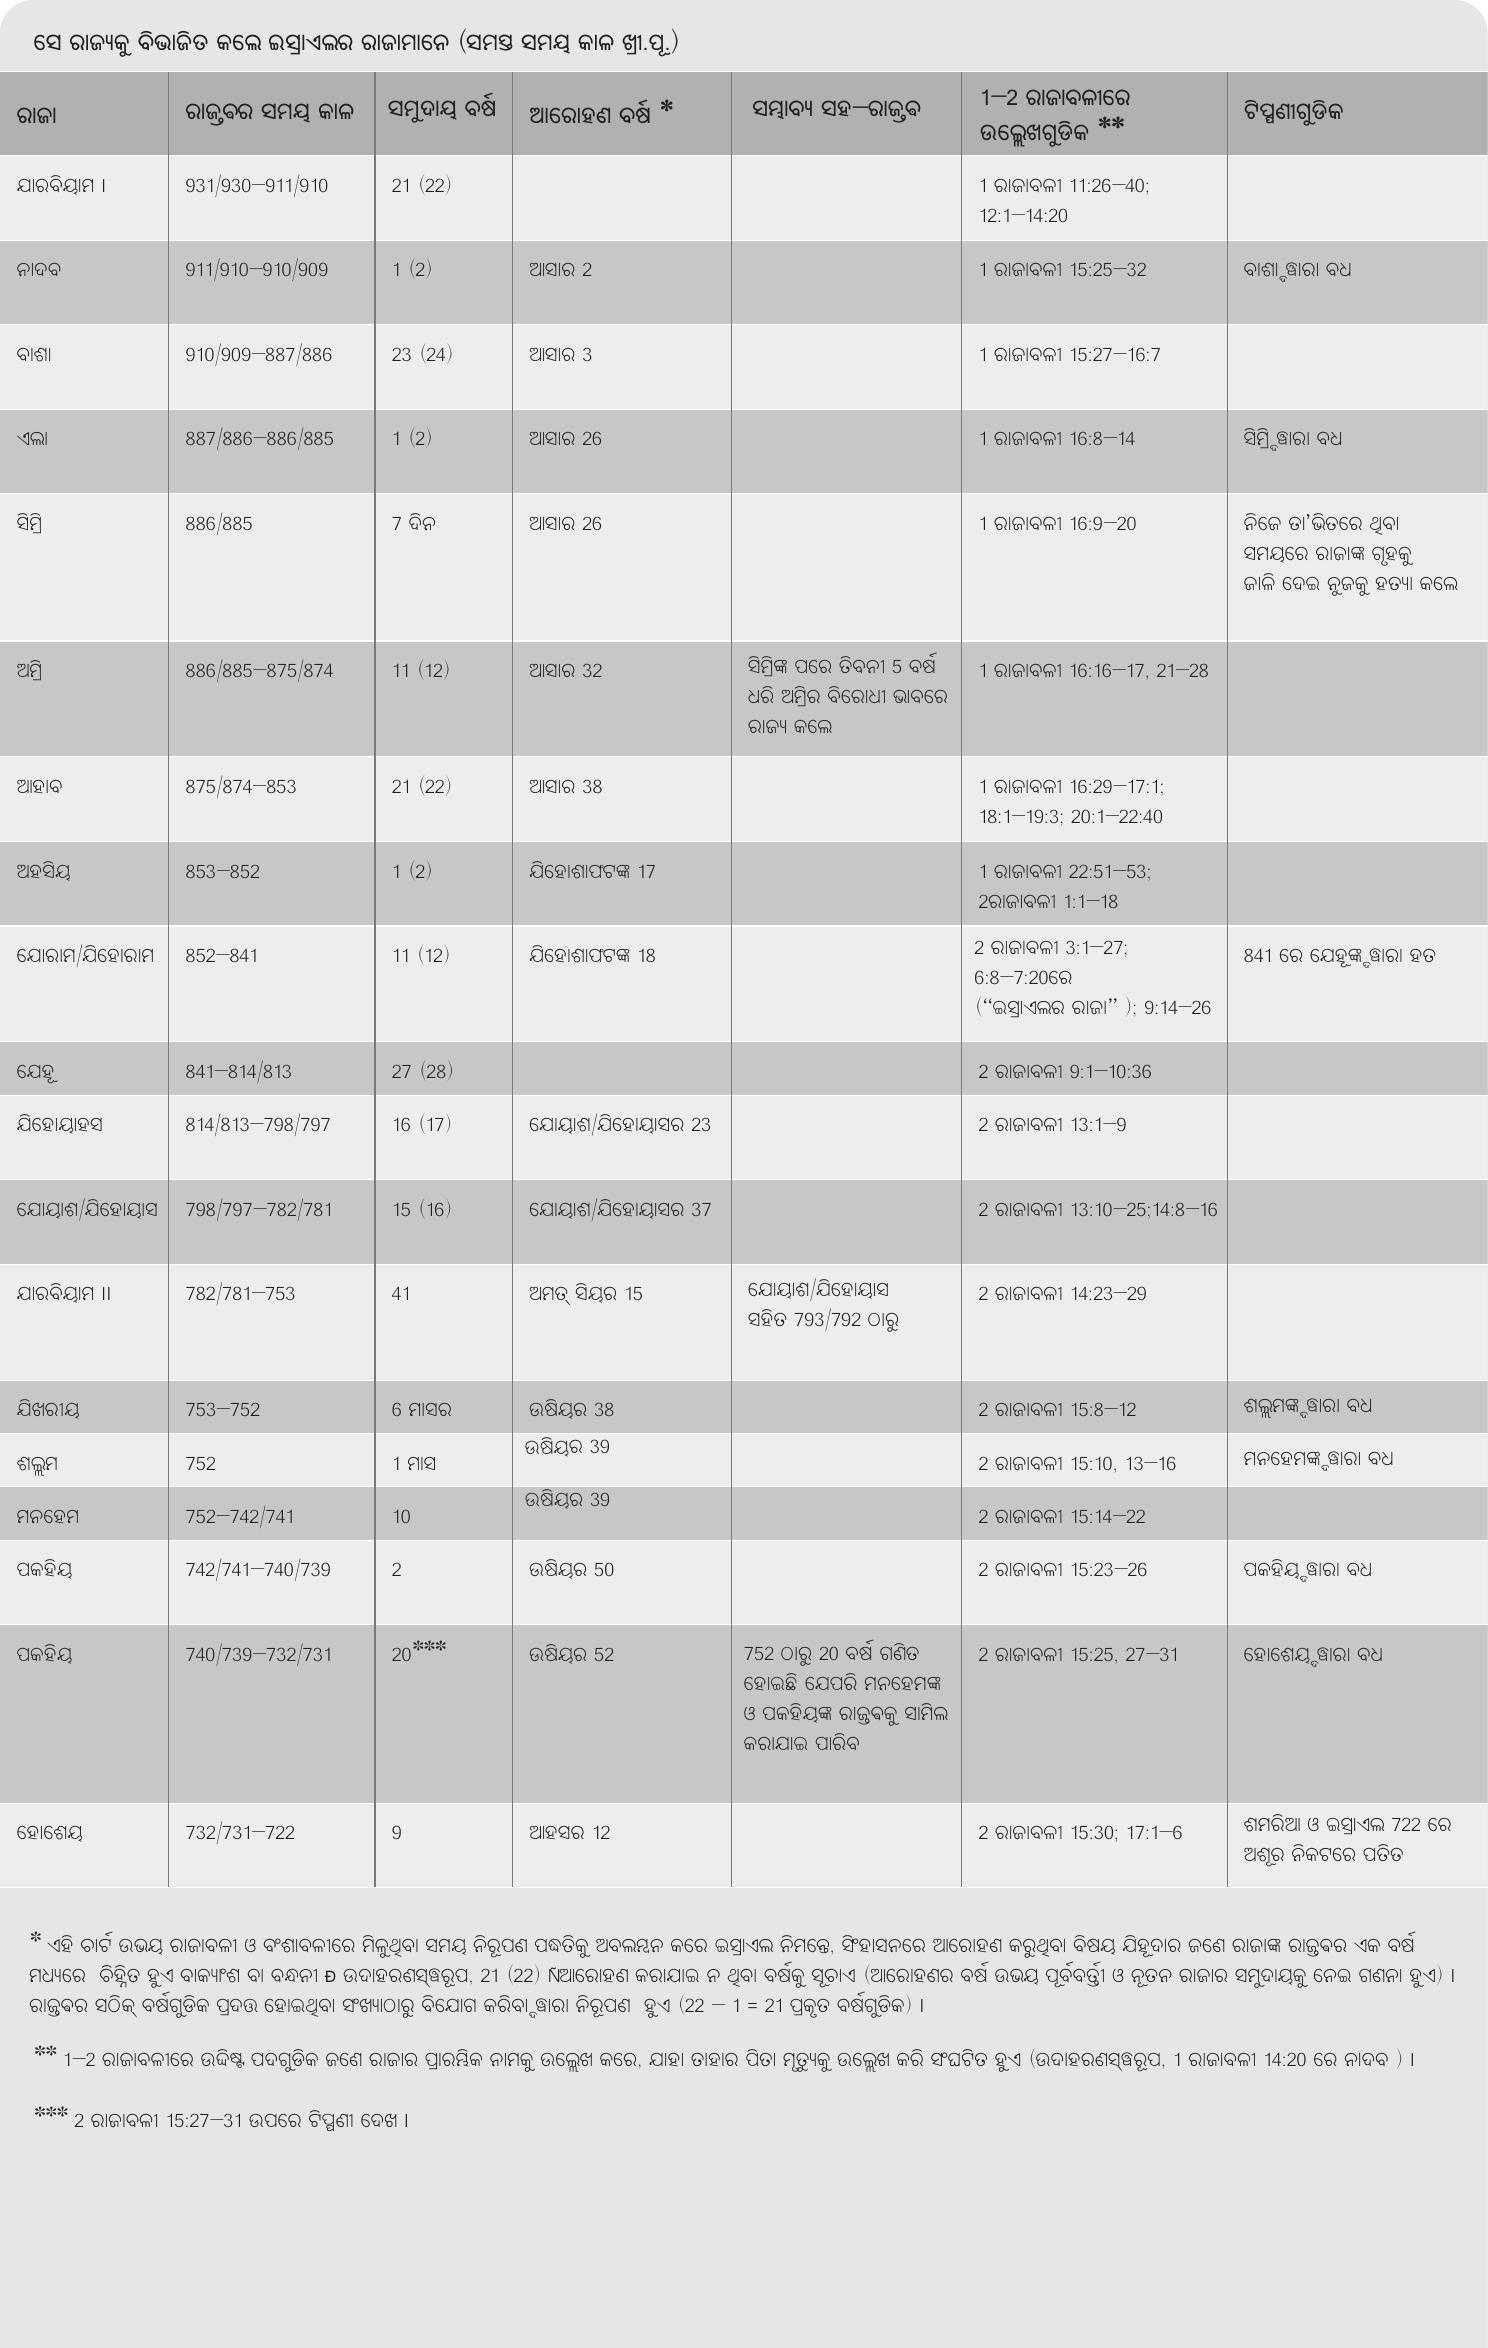 ସେ ରାଜ୍ୟକୁ ବିଭାଜିତ କଲେ ଇସ୍ରାଏଲର ରାଜାମାନେ (ସମସ୍ତ ସମୟ କାଳ ଖ୍ରୀ.ପୂ.)
ରାଜା ରାଜ୍ତବର ସମୟ କାଳ ସମୁଦାୟ ବର୍ଷ ଆରୋହଣ ବର୍ଷ * ସମ୍ଭାବ୍ୟ ସହ–ରାଜ୍ତବ 1–2 ରାଜାବଳୀରେ ଉଲ୍ଲେଖଗୁଡିକ ** ଟିପ୍ପଣୀଗୁଡିକ
ଯାରବିୟାମ I 931/930–911/910 21 (22) 1 ରାଜାବଳୀ 11:26–40;
12:1–14:20
ନାଦବ 911/910–910/909 1 (2) ଆସାର 2 1 ରାଜାବଳୀ 15:25–32 ବାଶା ଦ୍ୱାରା ବଧ
ବାଶା 910/909–887/886 23 (24) ଆସାର 3 1 ରାଜାବଳୀ 15:27–16:7
ଏଲା 887/886–886/885 1 (2) ଆସାର 26 1 ରାଜାବଳୀ 16:8–14 ସିମ୍ରି ଦ୍ୱାରା ବଧ
ସିମ୍ରି 886/885 7 ଦିନ ଆସାର 26 1 ରାଜାବଳୀ 16:9–20 ନିଜେ ତା’ଭିତରେ ଥିବା
ସମୟରେ ରାଜାଙ୍କ ଗୃହକୁ
ଜାଳି ଦେଇ ନୁଜକୁ ହତ୍ୟା କଲେ
ଅମ୍ରି 886/885–875/874 11 (12) ଆସାର 32 ସିମ୍ରିଙ୍କ ପରେ ତିବନୀ 5 ବର୍ଷ 1 ରାଜାବଳୀ 16:16–17, 21–28
ଧରି ଅମ୍ରିର ବିରୋଧୀ ଭାବରେ
ରାଜ୍ୟ କଲେ
ଆହାବ 875/874–853 21 (22) ଆସାର 38 1 ରାଜାବଳୀ 16:29–17:1;
18:1–19:3; 20:1–22:40
ଅହସିୟ 853–852 1 (2) ଯିହୋଶାଫଟଙ୍କ 17 1 ରାଜାବଳୀ 22:51–53;
2ରାଜାବଳୀ 1:1–18
ଯୋରାମ/ଯିହୋରାମ 852–841 11 (12) ଯିହୋଶାଫଟଙ୍କ 18 2 ରାଜାବଳୀ 3:1–27; 841 ରେ ଯେହୂଙ୍କ ଦ୍ୱାରା ହତ
6:8–7:20ରେ
(“ଇସ୍ରାଏଲର ରାଜା” ); 9:14–26
ଯେହୂ 841–814/813 27 (28) 2 ରାଜାବଳୀ 9:1–10:36
ଯିହୋୟାହସ 814/813–798/797 16 (17) ଯୋୟାଶ/ଯିହୋୟାସର 23 2 ରାଜାବଳୀ 13:1–9
ଯୋୟାଶ/ଯିହୋୟାସ 798/797–782/781 15 (16) ଯୋୟାଶ/ଯିହୋୟାସର 37 2 ରାଜାବଳୀ 13:10–25;14:8–16
ଯାରବିୟାମ II 782/781–753 41 ଅମତ୍ ସିୟର 15 ଯୋୟାଶ/ଯିହୋୟାସ 2 ରାଜାବଳୀ 14:23–29
ସହିତ 793/792 ଠାରୁ
ଯିଖରୀୟ 753–752 6 ମାସର ଉଷିୟର 38 2 ରାଜାବଳୀ 15:8–12 ଶଲ୍ଲୁମଙ୍କ ଦ୍ୱାରା ବଧ
ଶଲ୍ଲୁମ 752 1 ମାସ ଉଷିୟର 39 2 ରାଜାବଳୀ 15:10, 13–16 ମନହେମଙ୍କ ଦ୍ୱାରା ବଧ
ମନହେମ 752–742/741 10 ଉଷିୟର 39 2 ରାଜାବଳୀ 15:14–22
ପକହିୟ 742/741–740/739 2 ଉଷିୟର 50 2 ରାଜାବଳୀ 15:23–26 ପକହିୟ ଦ୍ୱାରା ବଧ
ପକହିୟ 740/739–732/731 20*** ଉଷିୟର 52 752 ଠାରୁ 20 ବର୍ଷ ଗଣିତ 2 ରାଜାବଳୀ 15:25, 27–31 ହୋଶେୟ ଦ୍ୱାରା ବଧ
ହୋଇଛି ଯେପରି ମନହେମଙ୍କ
ଓ ପକହିୟଙ୍କ ରାଜ୍ତବକୁ ସାମିଲ
କରାଯାଇ ପାରିବ
ହୋଶେୟ 732/731–722 9 ଆହସର 12 2 ରାଜାବଳୀ 15:30; 17:1–6 ଶମରିଆ ଓ ଇସ୍ରାଏଲ 722 ରେ
ଅଶୂର ନିକଟରେ ପତିତ
* ଏହି ଚାର୍ଟ ଉଭୟ ରାଜାବଳୀ ଓ ବଂଶାବଳୀରେ ମିଳୁଥିବା ସମୟ ନିରୂପଣ ପଦ୍ଧତିକୁ ଅବଲମ୍ବନ କରେ ଇସ୍ରାଏଲ ନିମନ୍ତେ, ସିଂହାସନରେ ଆରୋହଣ କରୁଥିବା ବିଷୟ ଯିହୂଦାର ଜଣେ ରାଜାଙ୍କ ରାଜ୍ତବର ଏକ ବର୍ଷ
ମଧ୍ୟରେ ଚିହ୍ନିତ ହୁଏ ବାକ୍ୟାଂଶ ବା ବନ୍ଧନୀ Ð ଉଦାହରଣସ୍ୱରୂପ, 21 (22) Ñଆରୋହଣ କରାଯାଇ ନ ଥିବା ବର୍ଷକୁ ସୂଚାଏ (ଆରୋହଣର ବର୍ଷ ଉଭୟ ପୂର୍ବବର୍ତ୍ତୀ ଓ ନୂତନ ରାଜାର ସମୁଦାୟକୁ ନେଇ ଗଣନା ହୁଏ) ।
ରାଜ୍ତବର ସଠିକ୍ ବର୍ଷଗୁଡିକ ପ୍ରଦତ୍ତ ହୋଇଥିବା ସଂଖ୍ୟାଠାରୁ ବିଯୋଗ କରିବା ଦ୍ୱାରା ନିରୂପଣ ହୁଏ (22 – 1 = 21 ପ୍ରକୃତ ବର୍ଷଗୁଡିକ) ।
** 1–2 ରାଜାବଳୀରେ ଉଦ୍ଦିଷ୍ଟ ପଦଗୁଡିକ ଜଣେ ରାଜାର ପ୍ରାରମ୍ଭିକ ନାମକୁ ଉଲ୍ଲେଖ କରେ, ଯାହା ତାହାର ପିତା ମୃତ୍ୟୁକୁ ଉଲ୍ଲେଖ କରି ସଂଘଟିତ ହୁଏ (ଉଦାହରଣସ୍ୱରୂପ, 1 ରାଜାବଳୀ 14:20 ରେ ନାଦବ ) ।
*** 2 ରାଜାବଳୀ 15:27–31 ଉପରେ ଟିପ୍ପଣୀ ଦେଖ ।